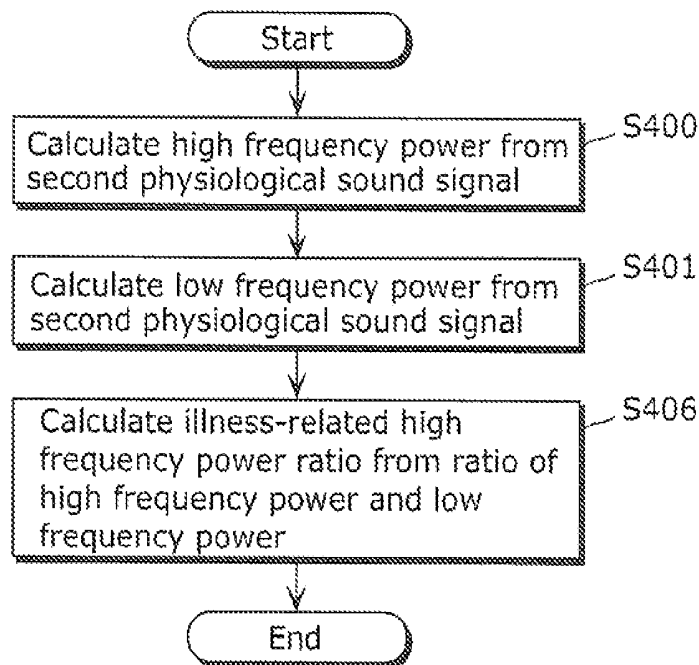 Start
Calculate high frequency power from
second physiological sound signal
S400
Calculate low frequency power from
second physiological sound signal
S401
Calculate illness-related high
frequency power ratio from ratio of
high frequency power and low
frequency power
S406
End